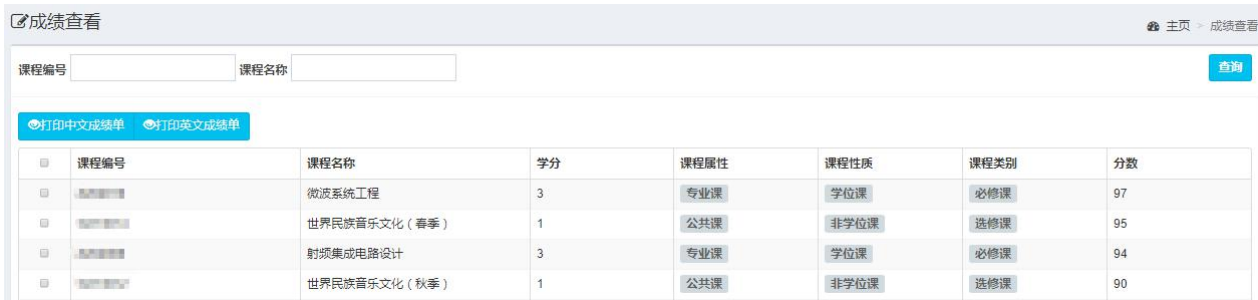 成绩查看
主页 > 成绩查看
课程编号 课程名称 查询
打印中文成绩单 打印英文成绩单
课程编号 课程名称 学分 课程属性 课程性质 课程类别 分数
微波系统工程 3 专业课 学位课 必修课 97
世界民族音乐文化（春季） 1 公共课 非学位课 选修课 95
射频集成电路设计 3 专业课 学位课 必修课 94
世界民族音乐文化（秋季） 1 公共课 非学位课 选修课 90